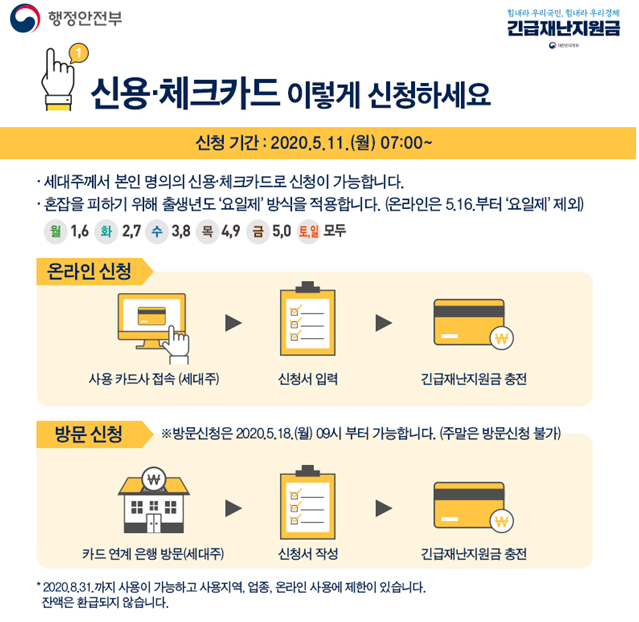 행정안전부
힘내라 우리국민, 힘내라 우리경제
긴급재난지원금
대한민국정부
1
신용·체크카드 이렇게 신청하세요
신청 기간 : 2020.5.11.(월) 07:00~
· 세대주께서 본인 명의의 신용·체크카드로 신청이 가능합니다.
· 혼잡을 피하기 위해 출생년도 ‘요일제’ 방식을 적용합니다. (온라인은 5.16.부터 ‘요일제’ 제외)
월 1,6 화 2,7 수 3,8 목 4,9 금 5,0 토,일 모두
온라인 신청
₩
사용 카드사 접속 (세대주) 신청서 입력 긴급재난지원금 충전
방문 신청 ※방문신청은 2020.5.18.(월) 09시 부터 가능합니다. (주말은 방문신청 불가)
₩
₩
카드 연계 은행 방문(세대주) 신청서 작성 긴급재난지원금 충전
* 2020.8.31.까지 사용이 가능하고 사용지역, 업종, 온라인 사용에 제한이 있습니다.
잔액은 환급되지 않습니다.